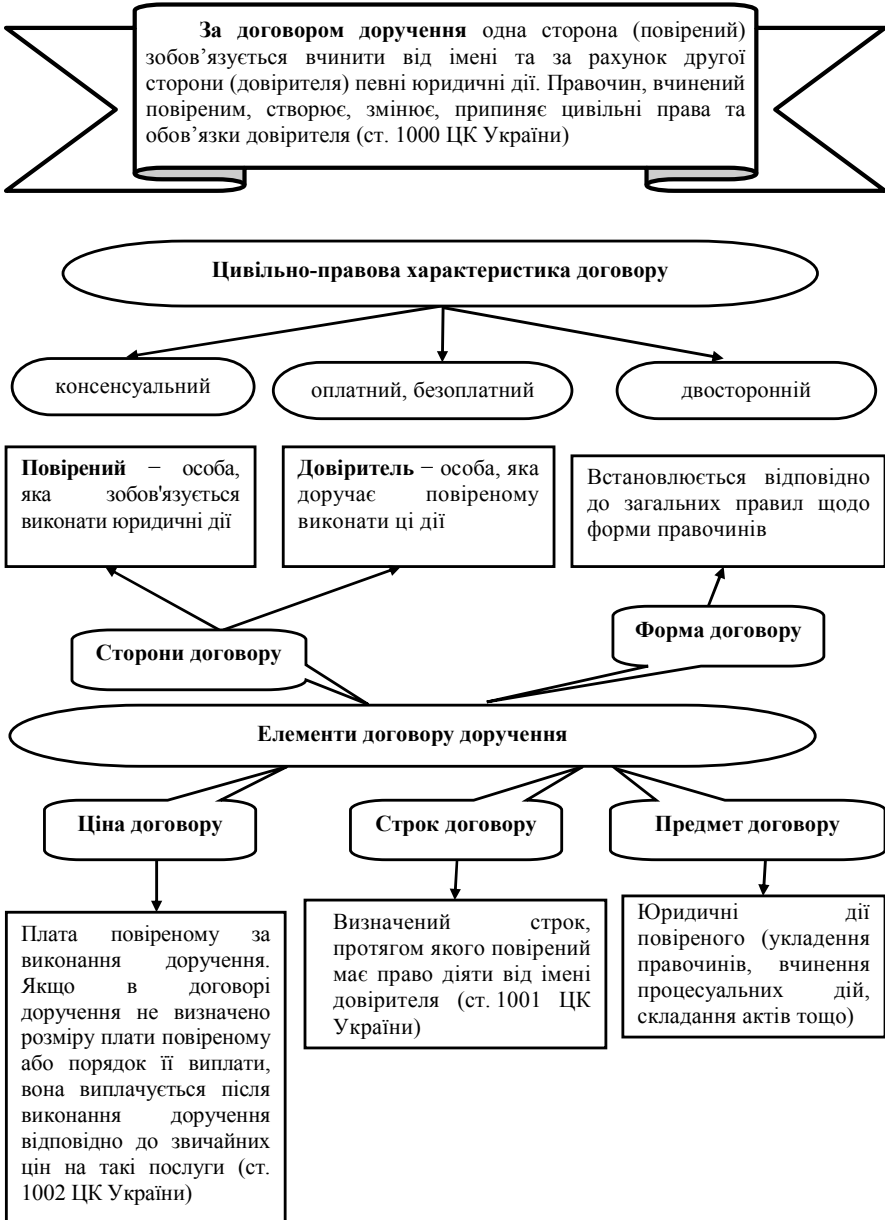 За договором доручення одна сторона (повірений)
зобов’язується вчинити від імені та за рахунок другої
сторони (довірителя) певні юридичні дії. Правочин, вчинений
повіреним, створює, змінює, припиняє цивільні права та
обов’язки довірителя (ст. 1000 ЦК України)
Цивільно-правова характеристика договору
консенсуальний
оплатний, безоплатний
двосторонній
Повірений − особа,
яка зобов'язується
виконати юридичні дії
Довіритель − особа, яка
доручає повіреному
виконати ці дії
Встановлюється відповідно
до загальних правил щодо
форми правочинів
Сторони договору
Форма договору
Елементи договору доручення
Ціна договору
Строк договору
Предмет договору
Плата повіреному за
виконання доручення.
Якщо в договорі
доручення не визначено
розміру плати повіреному
або порядок її виплати,
вона виплачується після
виконання доручення
відповідно до звичайних
цін на такі послуги (ст.
1002 ЦК України)
Визначений строк,
протягом якого повірений
має право діяти від імені
довірителя (ст. 1001 ЦК
України)
Юридичні дії
повіреного (укладення
правочинів, вчинення
процесуальних дій,
складання актів тощо)